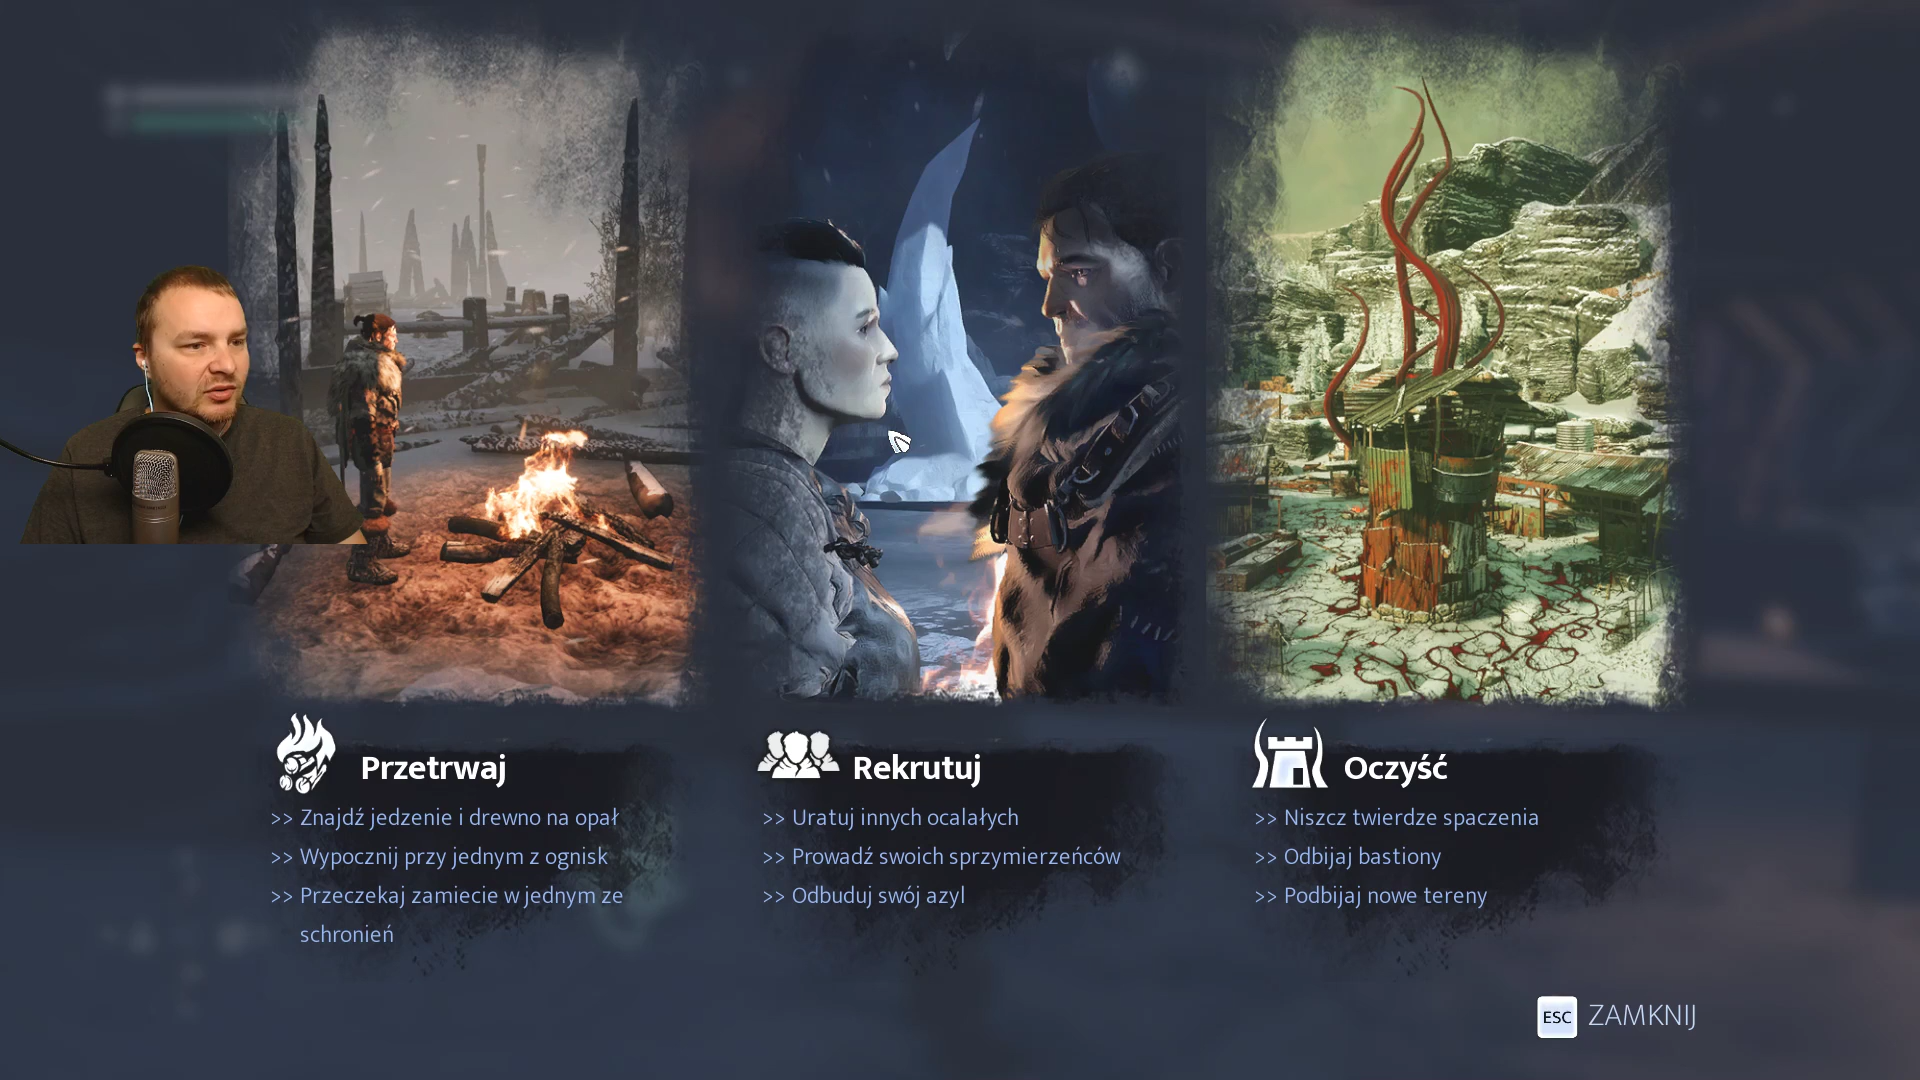 Przetrwaj
>> Znajdź jedzenie i drewno na opał
>> Wypocznij przy jednym z ognisk
>> Przeczekaj zamiecie w jednym ze
schronień
Rekrutuj
>> Uratuj innych ocalałych
>> Prowadź swoich sprzymierzeńców
>> Odbuduj swój azyl
Oczyść
>> Niszcz twierdze spaczenia
>> Odbijaj bastiony
>> Podbijaj nowe tereny
ESC ZAMKNIJ